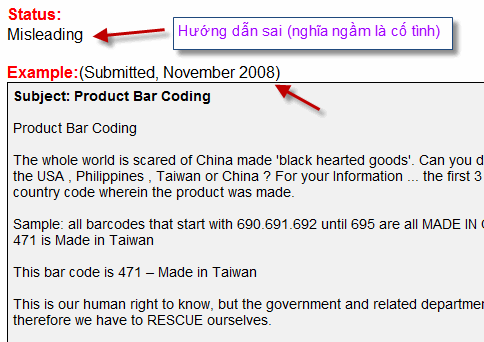 Status:
Misleading
Hướng dẫn sai (nghĩa ngầm là cố tình)
Example:(Submitted, November 2008)
Subject: Product Bar Coding
Product Bar Coding
The whole world is scared of China made 'black hearted goods'. Can you d
the USA , Philippines , Taiwan or China ? For your Information ... the first 3
country code wherein the product was made.
Sample: all barcodes that start with 690.691.692 until 695 are all MADE IN
471 is Made in Taiwan
This bar code is 471 – Made in Taiwan
This is our human right to know, but the government and related departme
therefore we have to RESCUE ourselves.